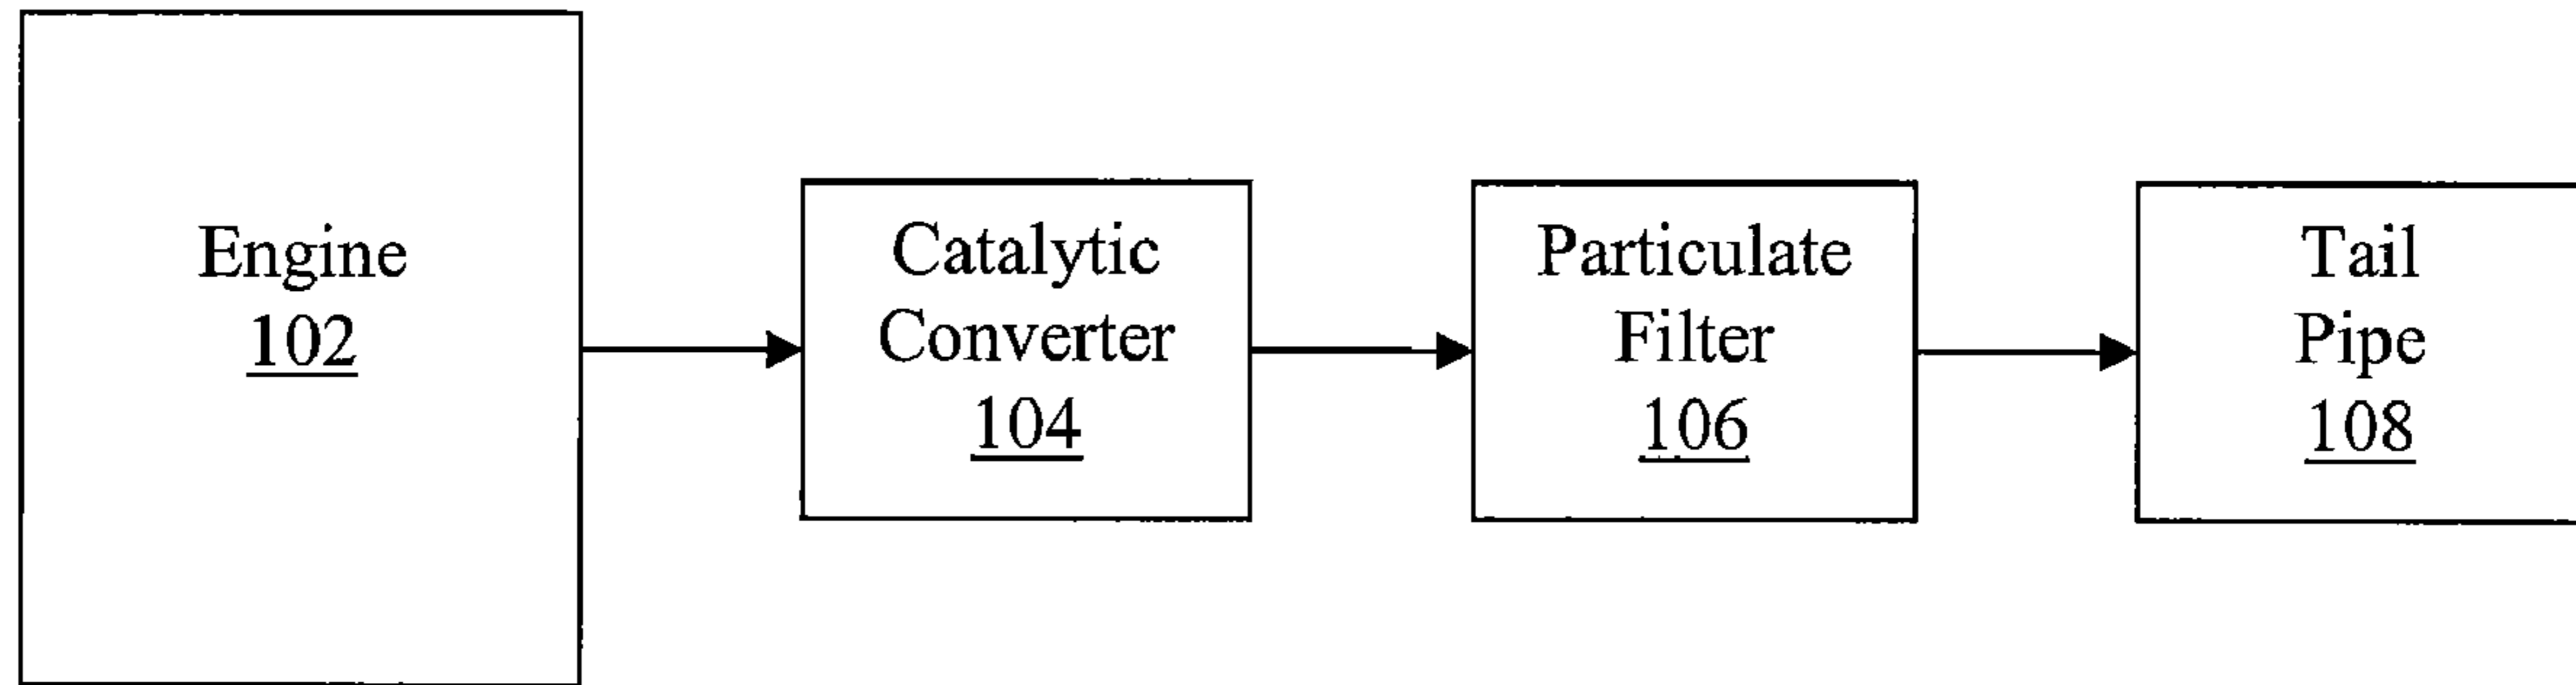 Engine
102
Catalytic
Converter
104
Particulate
Filter
106
Tail
Pipe
108